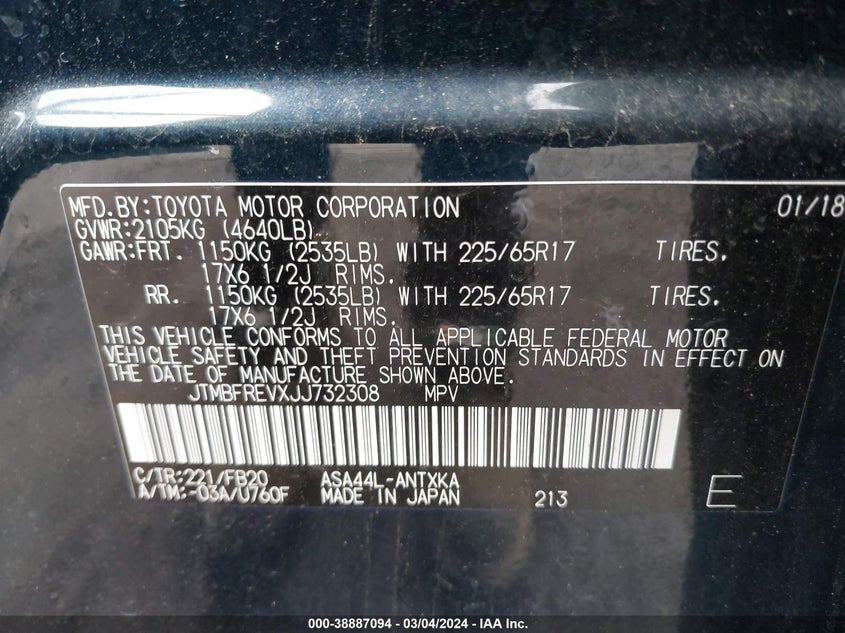 MFD.BY:TOYOTA MOTOR CORPORATION 01/18
GVWR:2105KG (4640LB)
GAWR:FRT. 1150KG (2535LB) WITH 225/65R17 TIRES.
17X6 1/2J RIMS.
RR. 1150KG (2535LB) WITH 225/65R17 TIRES.
17X6 1/2J RIMS.
THIS VEHICLE CONFORMS TO ALL APPLICABLE FEDERAL MOTOR
VEHICLE SAFETY AND THEFT PREVENTION STANDARDS IN EFFECT ON
THE DATE OF MANUFACTURE SHOWN ABOVE.
JTMBFREVXJJ732308 MPV
C/TR:221/FB20 ASA44L-ANTXKA
A/TM:-03A/U760F MADE IN JAPAN 213 E
000-38887094 - 03/04/2024 - IAA Inc.